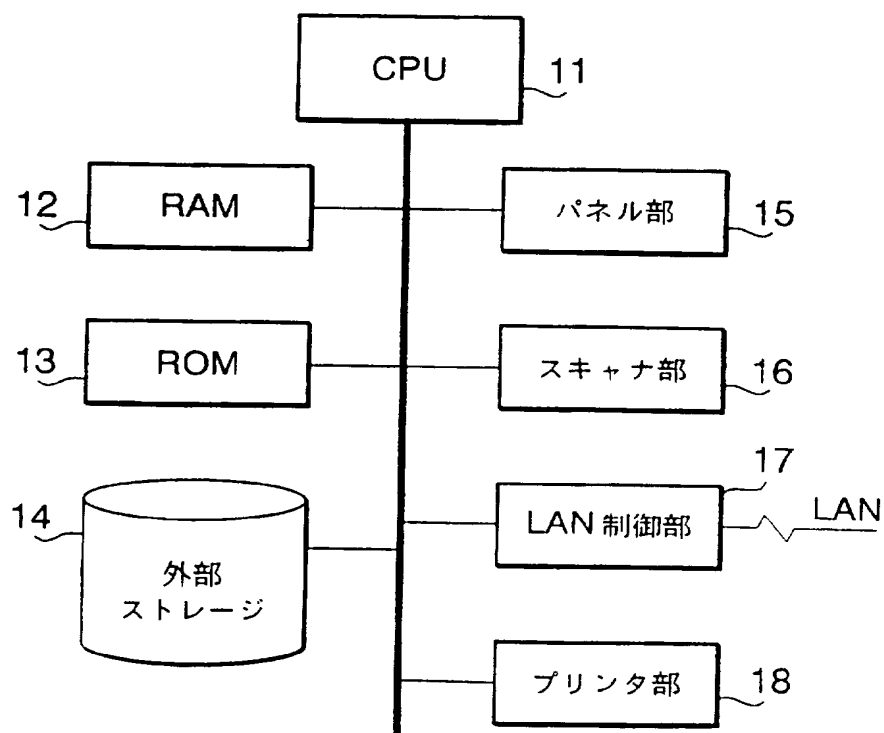 CPU
11
12
RAM
パネル部
15
13
ROM
スキャナ部
16
14
外部
ストレージ
17
LAN 制御部
LAN
プリンタ部
18